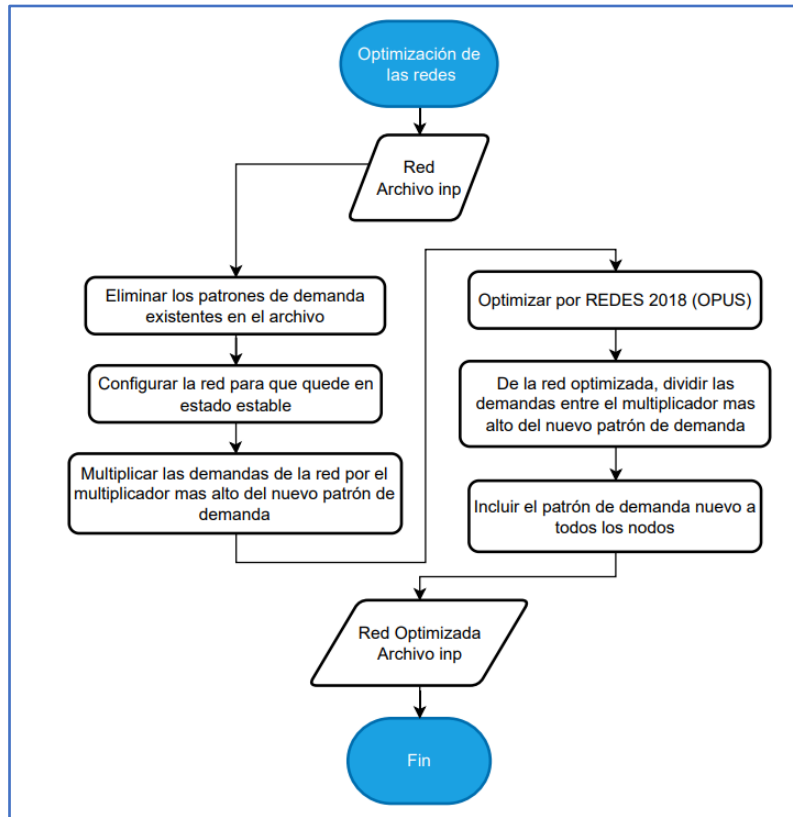 Optimización de
las redes
Red
Archivo inp
Eliminar los patrones de demanda
existentes en el archivo
Configurar la red para que quede en
estado estable
Multiplicar las demandas de la red por el
multiplicador mas alto del nuevo patrón de
demanda
Optimizar por REDES 2018 (OPUS)
De la red optimizada, dividir las
demandas entre el multiplicador mas
alto del nuevo patrón de demanda
Incluir el patrón de demanda nuevo a
todos los nodos
Red Optimizada
Archivo inp
Fin